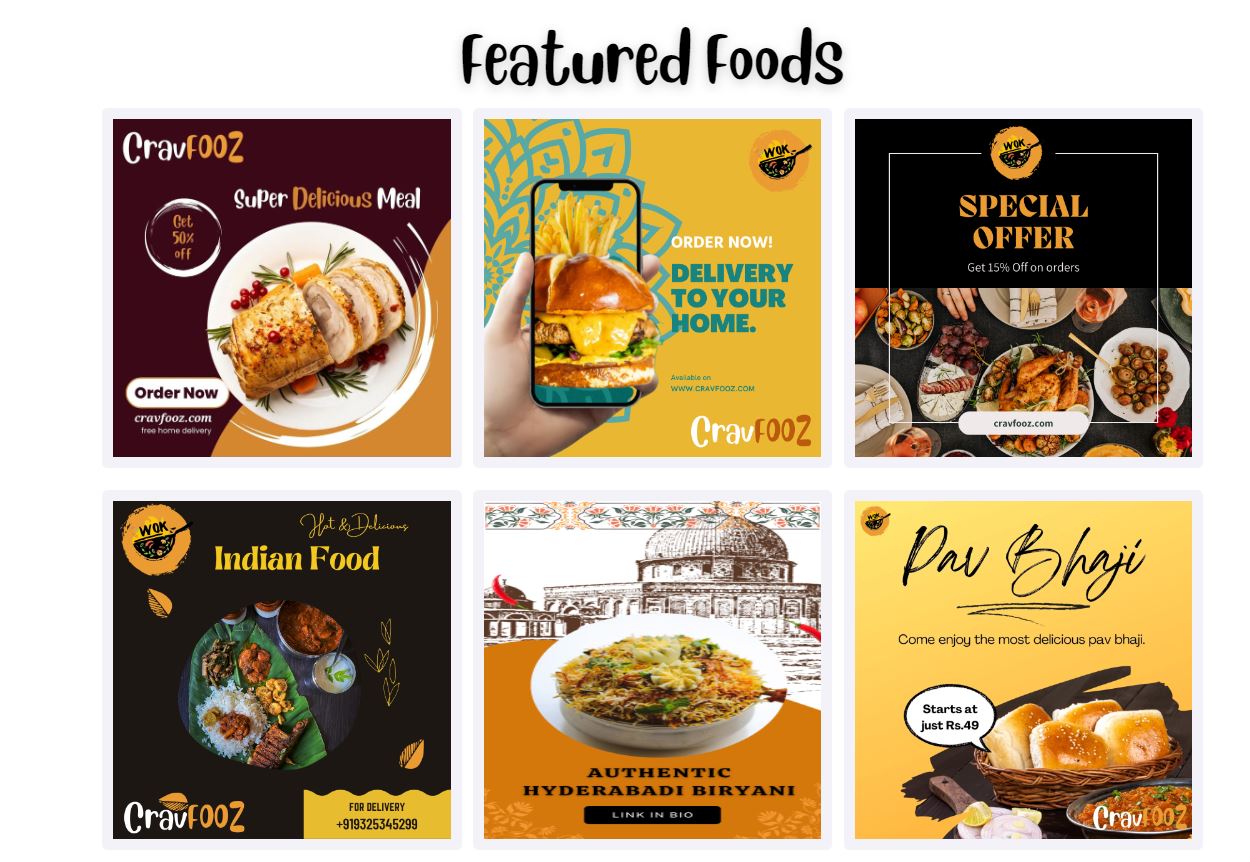 Featured Foods
CravFOOZ
Super Delicious Meal
Get
50%
off
Order Now
cravfooz.com
free home delivery
WOK
ORDER NOW!
DELIVERY
TO YOUR
HOME.
Available on
WWW.CRAVFOOZ.COM
CravFOOZ
WOK
SPECIAL
OFFER
Get 15% Off on orders
cravfooz.com
WOK
Hot & Delicious
Indian Food
CravFOOZ
FOR DELIVERY
+919325345299
AUTHENTIC
HYDERABADI BIRYANI
LINK IN BIO
WOK
Pav Bhaji
Come enjoy the most delicious pav bhaji.
Starts at
just Rs.49
CravFOOZ